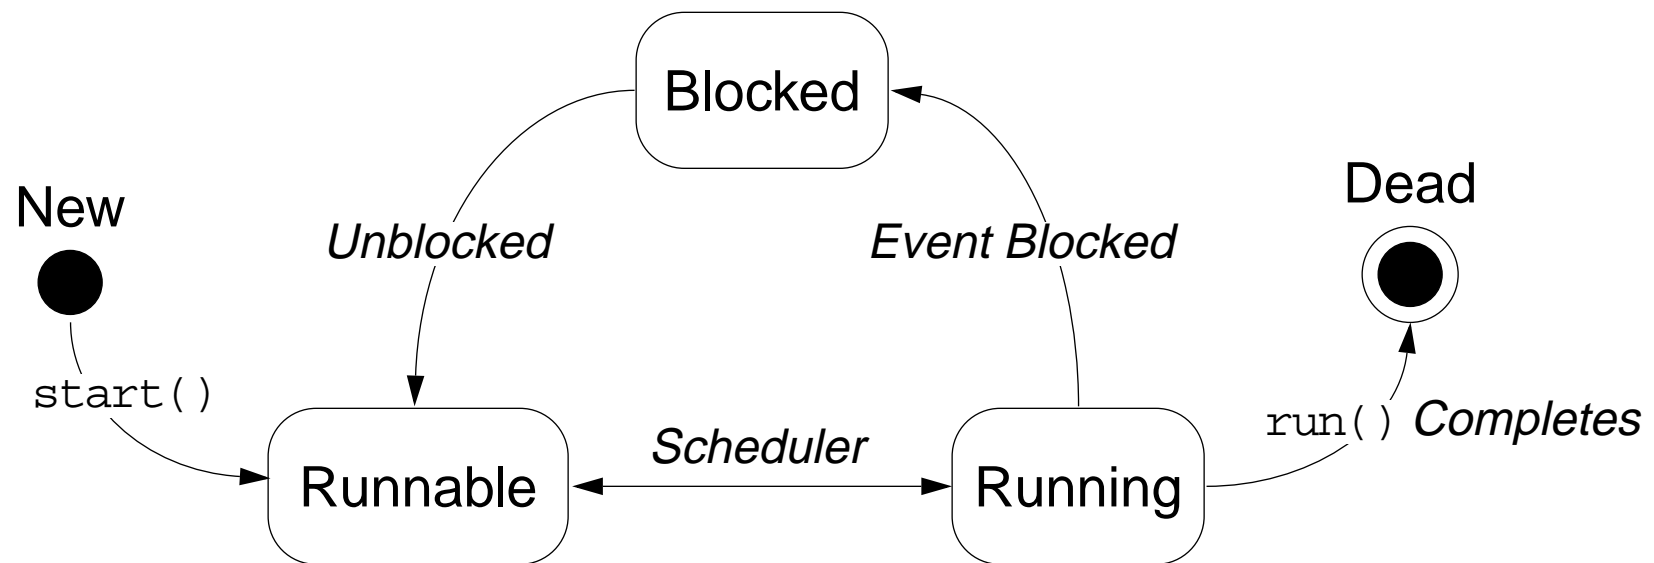 Blocked
New
Dead
Unblocked
Event Blocked
start()
run() Completes
Scheduler
Runnable
Running